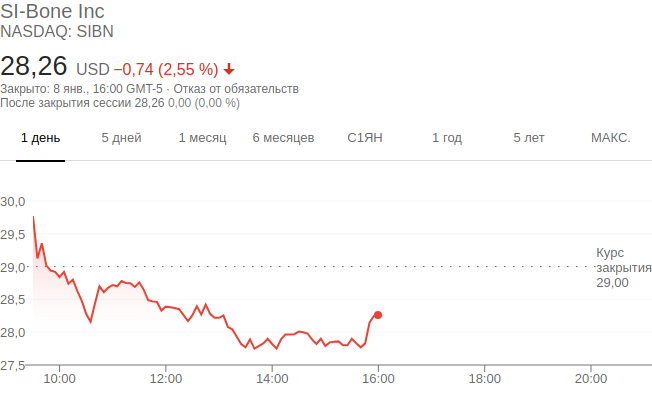 SI-Bone Inc
NASDAQ: SIBN
28,26 USD −0,74 (2,55 %)
Закрыто: 8 янв., 16:00 GMT-5 · Отказ от обязательств
После закрытия сессии 28,26 0,00 (0,00 %)
1 день 5 дней 1 месяц 6 месяцев С1ЯН 1 год 5 лет МАКС.
30,0
29,5
29,0
28,5
28,0
27,5
Курс
закрытия
29,00
10:00 12:00 14:00 16:00 18:00 20:00